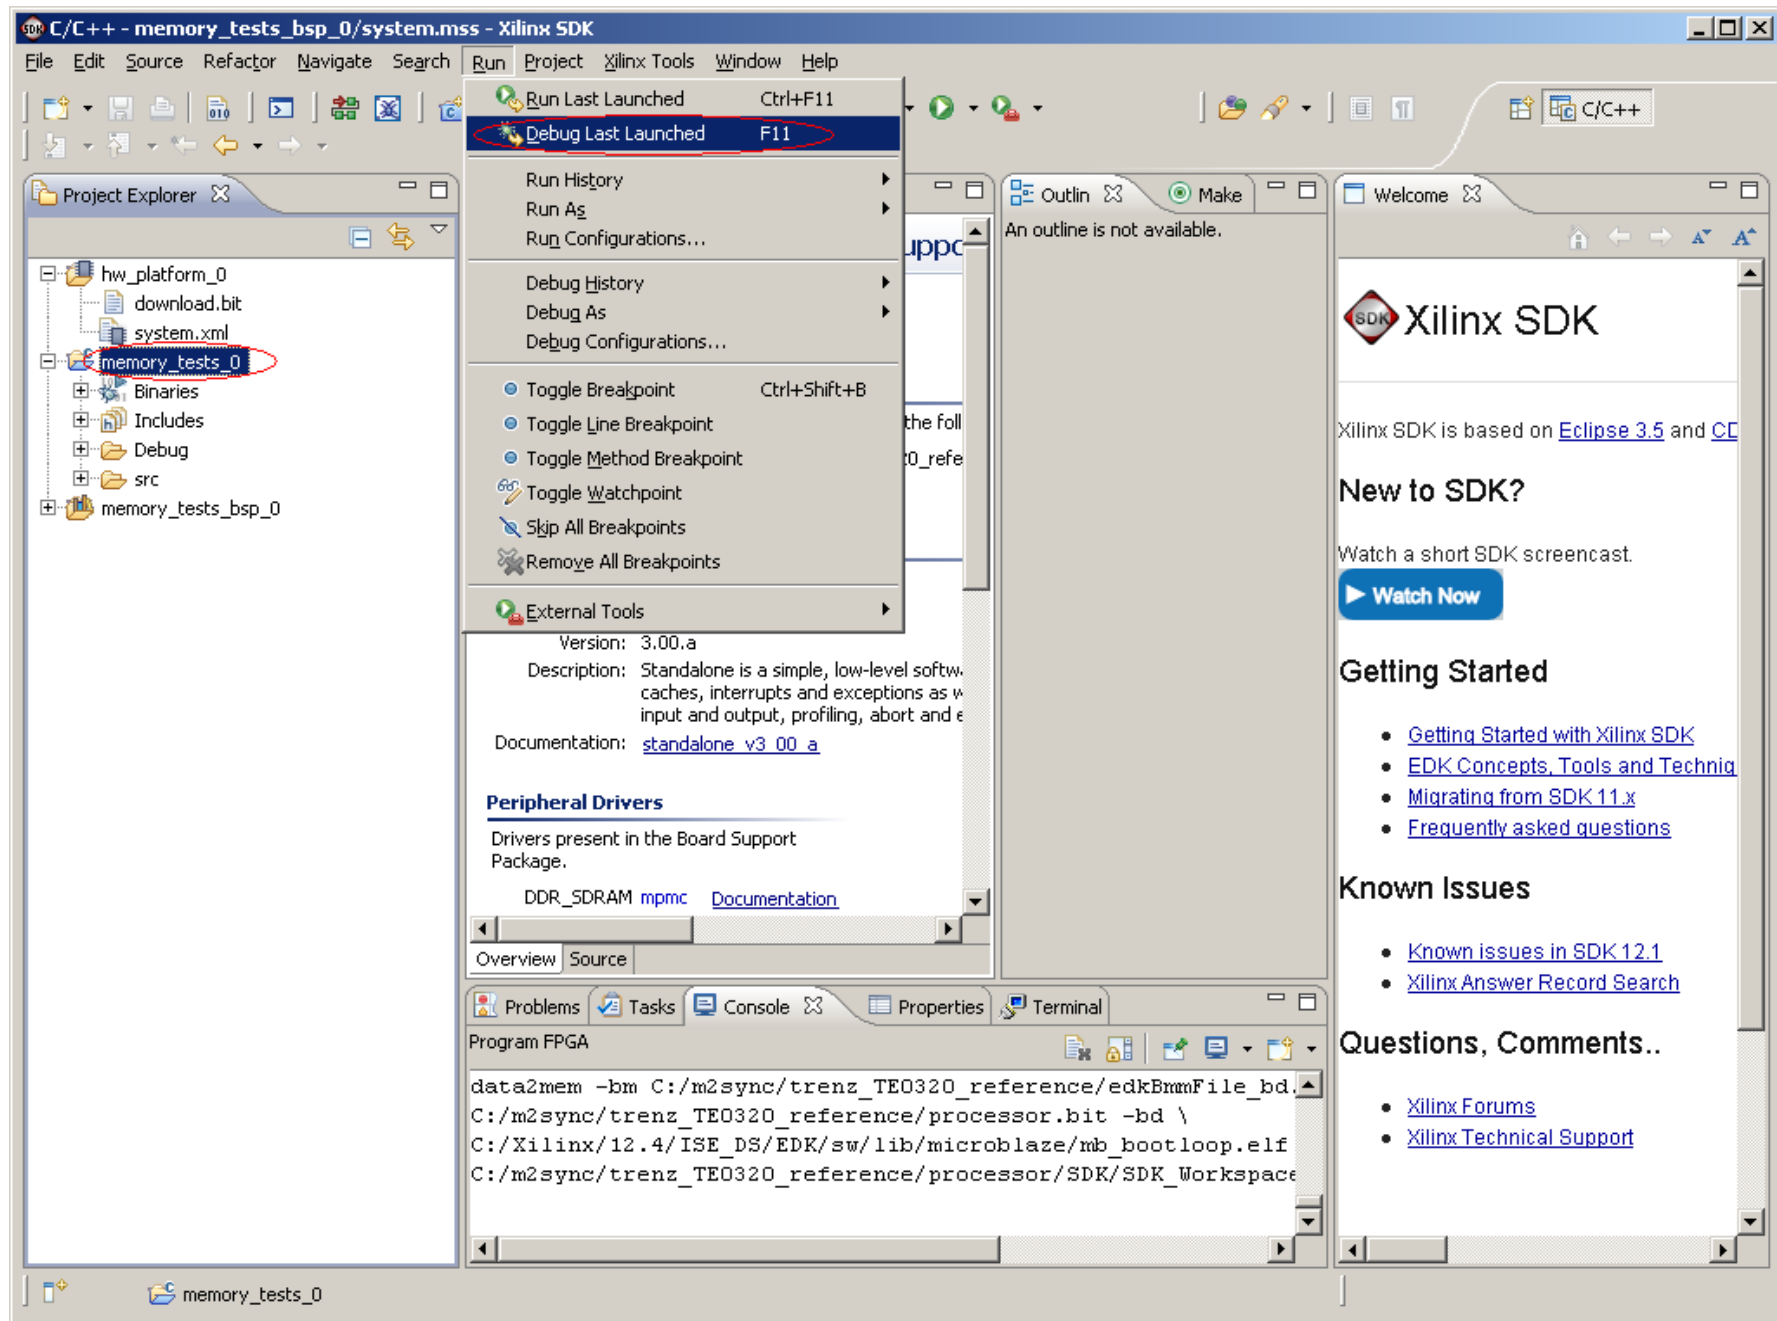 C/C++ - memory_tests_bsp_0/system.mss - Xilinx SDK
File Edit Source Refactor Navigate Search Run Project Xilinx Tools Window Help
Run Last Launched Ctrl+F11
Debug Last Launched F11
Run History
Run As
Run Configurations...
Debug History
Debug As
Debug Configurations...
Toggle Breakpoint Ctrl+Shift+B
Toggle Line Breakpoint
Toggle Method Breakpoint
Toggle Watchpoint
Skip All Breakpoints
Remove All Breakpoints
External Tools
C/C++
Project Explorer
hw_platform_0
download.bit
system.xml
memory_tests_0
Binaries
Includes
Debug
src
memory_tests_bsp_0
the foll
Version: 3.00.a
Description: Standalone is a simple, low-level softw
caches, interrupts and exceptions as w
input and output, profiling, abort and e
Documentation: standalone_v3_00_a
Peripheral Drivers
Drivers present in the Board Support
Package.
DDR_SDRAM mpmc Documentation
Overview Source
Outlin Make
An outline is not available.
Welcome
SDK Xilinx SDK
Xilinx SDK is based on Eclipse 3.5 and CD
New to SDK?
Watch a short SDK screencast.
Watch Now
Getting Started
Getting Started with Xilinx SDK
EDK Concepts, Tools and Techniq
Migrating from SDK 11.x
Frequently asked questions
Known Issues
Known issues in SDK 12.1
Xilinx Answer Record Search
Questions, Comments..
Xilinx Forums
Xilinx Technical Support
Problems Tasks Console Properties Terminal
Program FPGA
data2mem -bm C:/m2sync/trenz_TE0320_reference/edkBmmFile_bd.
C:/m2sync/trenz_TE0320_reference/processor.bit -bd \
C:/Xilinx/12.4/ISE_DS/EDK/sw/lib/microblaze/mb_bootloop.elf
C:/m2sync/trenz_TE0320_reference/processor/SDK/SDK_Workspace
memory_tests_0